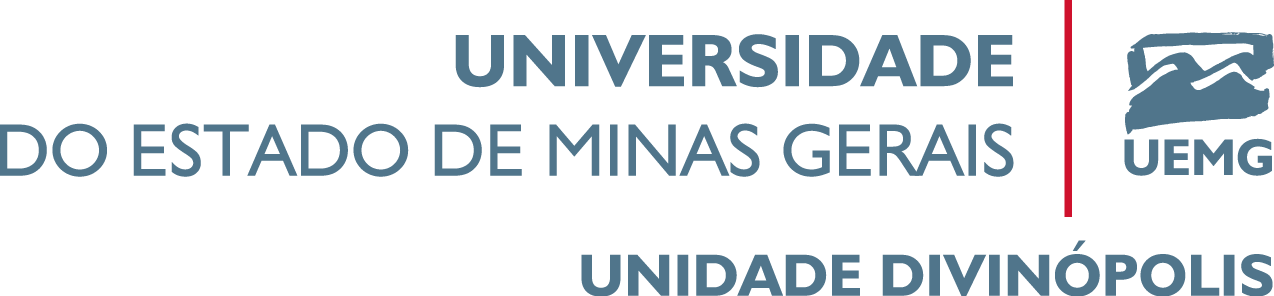 UNIVERSIDADE
DO ESTADO DE MINAS GERAIS
UEMG
UNIDADE DIVINÓPOLIS